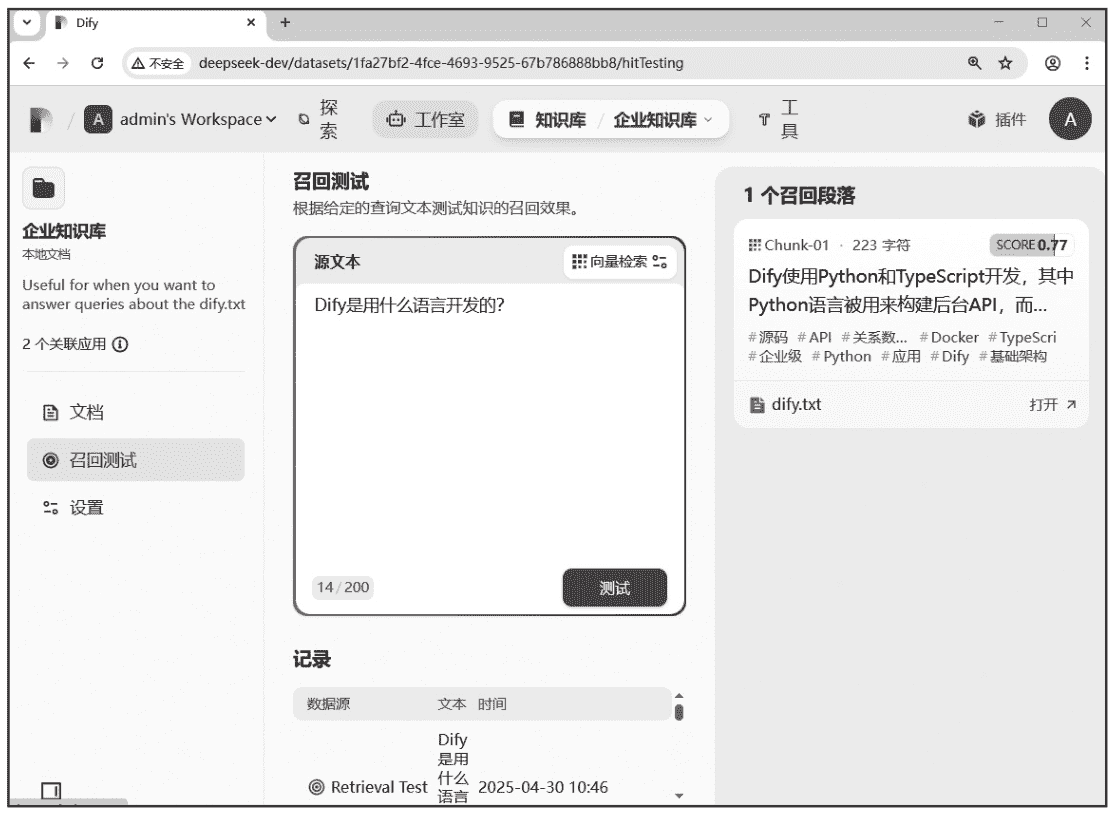 Dify
不安全 deepseek-dev/datasets/1fa27bf2-4fce-4693-9525-67b786888bb8/hitTesting
A admin's Workspace 探索 工作室 知识库 / 企业知识库 工具 插件 A
企业知识库
本地文档
Useful for when you want to
answer queries about the dify.txt
2 个关联应用
文档
召回测试
设置
召回测试
根据给定的查询文本测试知识的召回效果。
源文本 向量检索
Dify是用什么语言开发的?
14 / 200 测试
记录
数据源 文本 时间
Retrieval Test Dify是用什么语言 2025-04-30 10:46
1 个召回段落
Chunk-01 · 223 字符 SCORE 0.77
Dify使用Python和TypeScript开发，其中
Python语言被用来构建后台API，而...
# 源码 # API # 关系数... # Docker # TypeScri
# 企业级 # Python # 应用 # Dify # 基础架构
dify.txt 打开